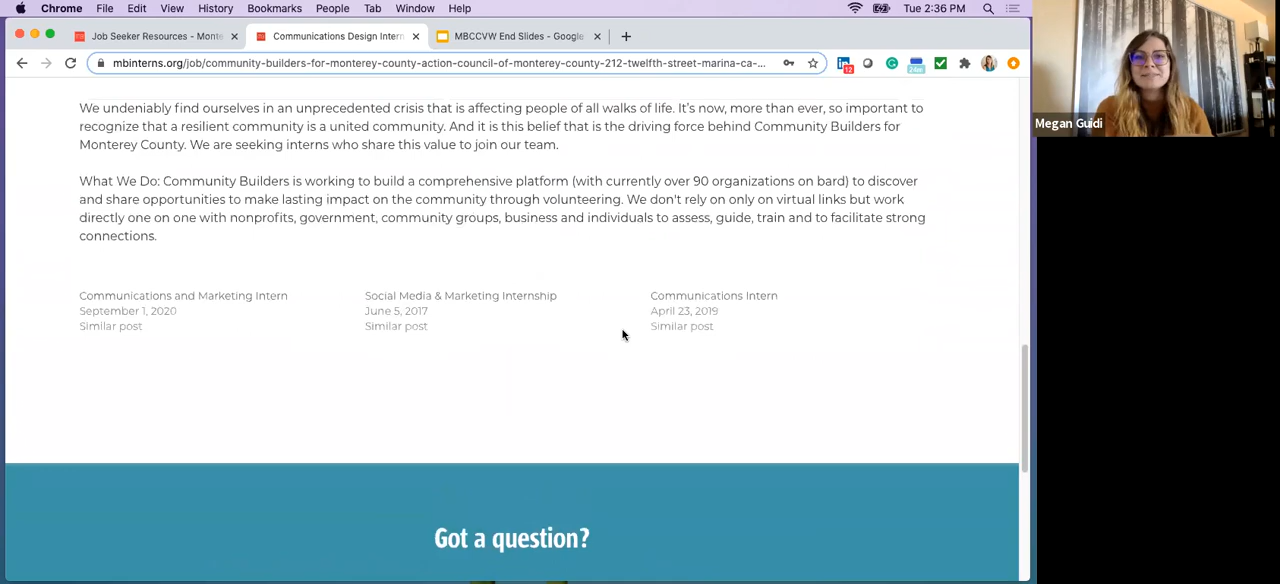 Chrome File Edit View History Bookmarks People Tab Window Help Tue 2:36 PM
Job Seeker Resources - Monte Communications Design Intern MBCCVW End Slides - Google
mbinterns.org/job/community-builders-for-monterey-county-action-council-of-monterey-county-212-twelfth-street-marina-ca-...
12
24m
Megan Guidi
We undeniably find ourselves in an unprecedented crisis that is affecting people of all walks of life. It's now, more than ever, so important to
recognize that a resilient community is a united community. And it is this belief that is the driving force behind Community Builders for
Monterey County. We are seeking interns who share this value to join our team.
What We Do: Community Builders is working to build a comprehensive platform (with currently over 90 organizations on bard) to discover
and share opportunities to make lasting impact on the community through volunteering. We don't rely on only on virtual links but work
directly one on one with nonprofits, government, community groups, business and individuals to assess, guide, train and to facilitate strong
connections.
Communications and Marketing Intern Social Media & Marketing Internship Communications Intern
September 1, 2020 June 5, 2017 April 23, 2019
Similar post Similar post Similar post
Got a question?